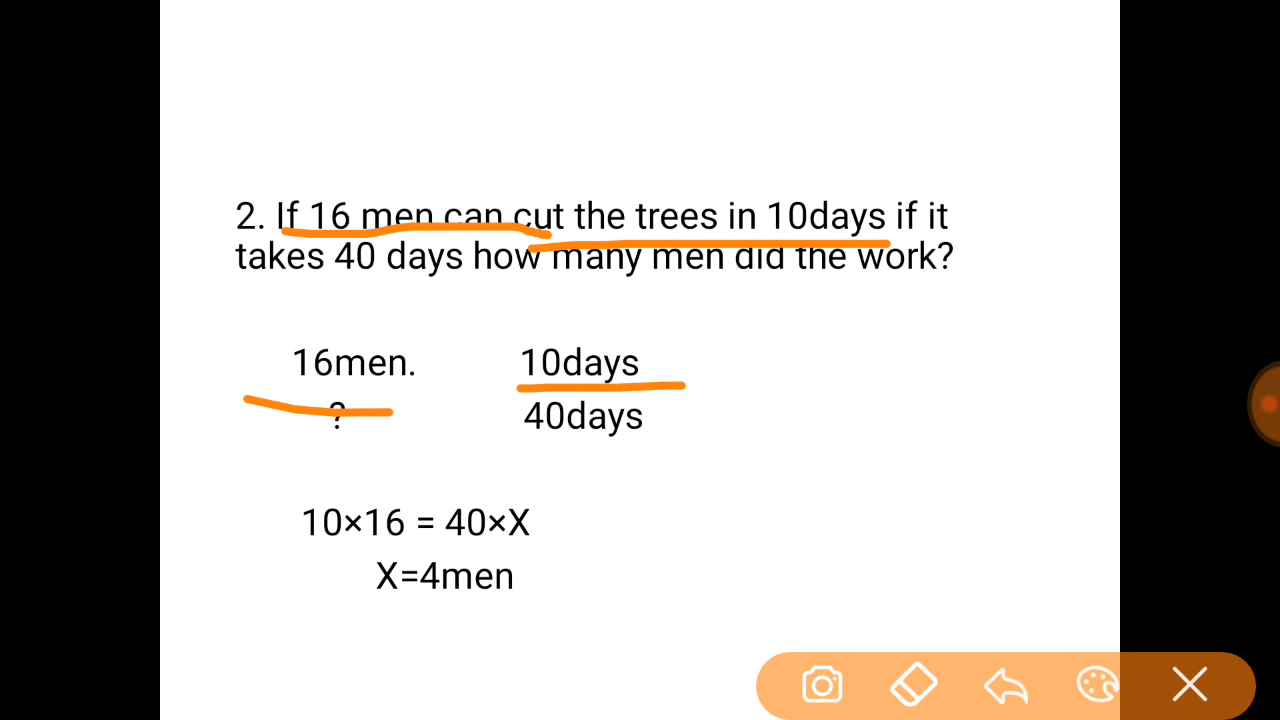 2. If 16 men can cut the trees in 10days if it
takes 40 days how many men did the work?
16men. 10days
? 40days
10×16 = 40×X
X=4men